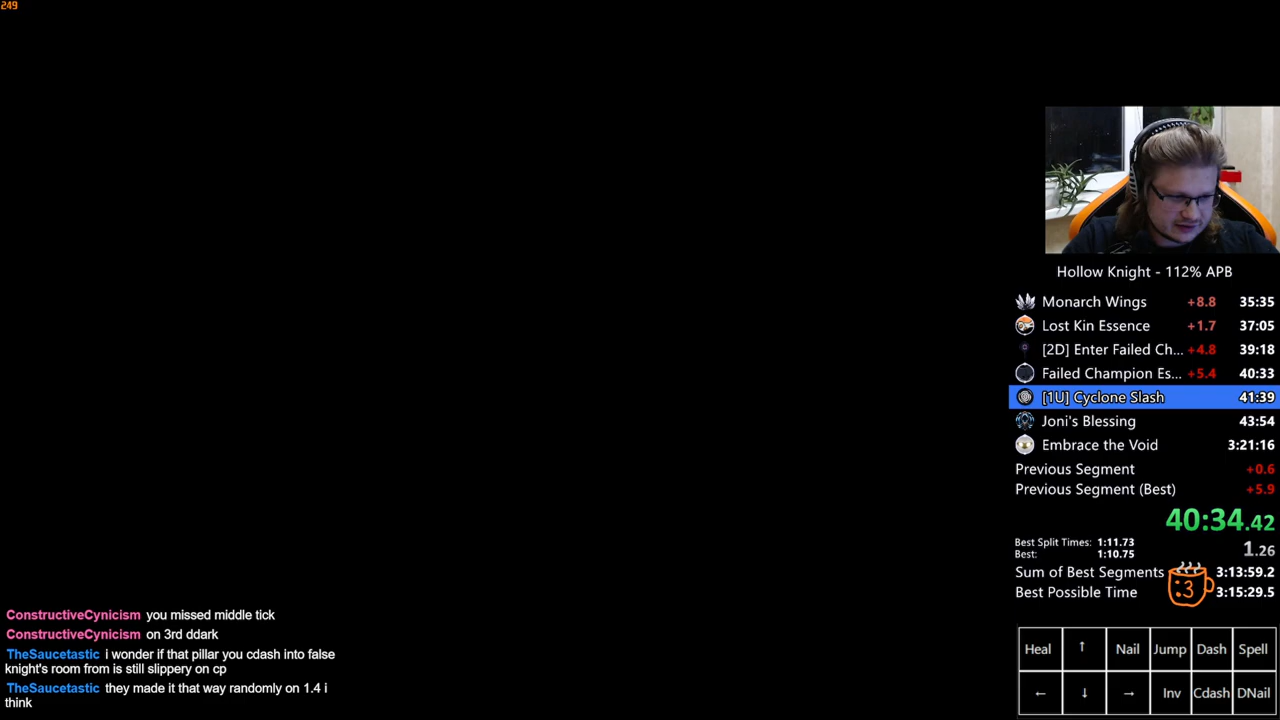 249
Hollow Knight - 112% APB
Monarch Wings +8.8 35:35
Lost Kin Essence +1.7 37:05
[2D] Enter Failed Ch... +4.8 39:18
Failed Champion Es... +5.4 40:33
[1U] Cyclone Slash 41:39
Joni's Blessing 43:54
Embrace the Void 3:21:16
Previous Segment +0.6
Previous Segment (Best) +5.9
40:34.42
Best Split Times: 1:11.73
Best: 1:10.75
1.26
Sum of Best Segments 3:13:59.2
Best Possible Time 3:15:29.5
:3
Heal ↑ Nail Jump Dash Spell
← ↓ → Inv Cdash DNail
ConstructiveCynicism you missed middle tick
ConstructiveCynicism on 3rd ddark
TheSaucetastic i wonder if that pillar you cdash into false
knight's room from is still slippery on cp
TheSaucetastic they made it that way randomly on 1.4 i
think